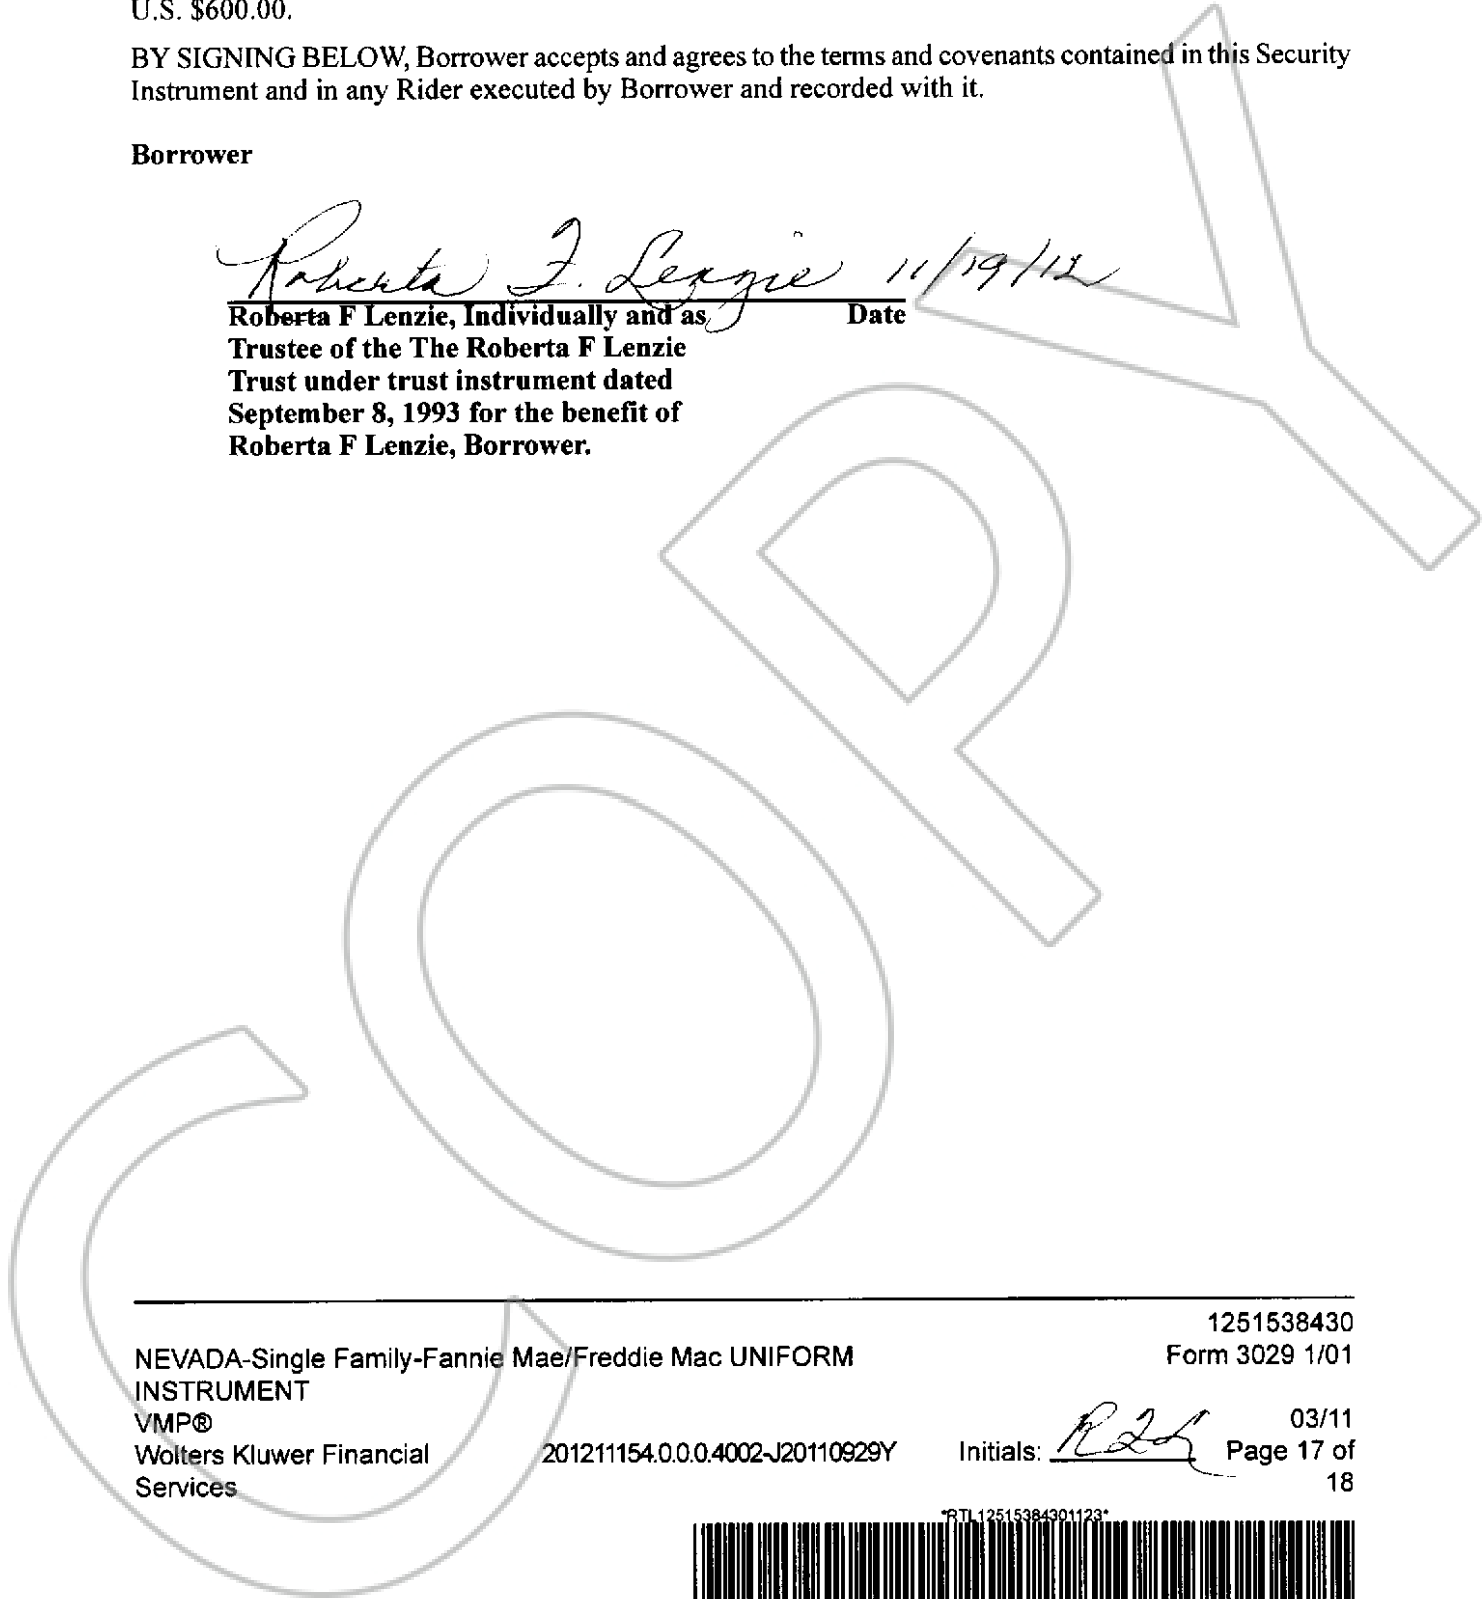 U.S. $600.00.
BY SIGNING BELOW, Borrower accepts and agrees to the terms and covenants contained in this Security
Instrument and in any Rider executed by Borrower and recorded with it.
Borrower
Roberta F. Lenzie 11/19/12
Roberta F Lenzie, Individually and as Date
Trustee of the The Roberta F Lenzie
Trust under trust instrument dated
September 8, 1993 for the benefit of
Roberta F Lenzie, Borrower.
COPY
1251538430
NEVADA-Single Family-Fannie Mae/Freddie Mac UNIFORM Form 3029 1/01
INSTRUMENT
VMP® 03/11
Wolters Kluwer Financial 201211154.0.0.0.4002-J20110929Y Initials: RFL Page 17 of
Services 18
*RTL12515384301123*